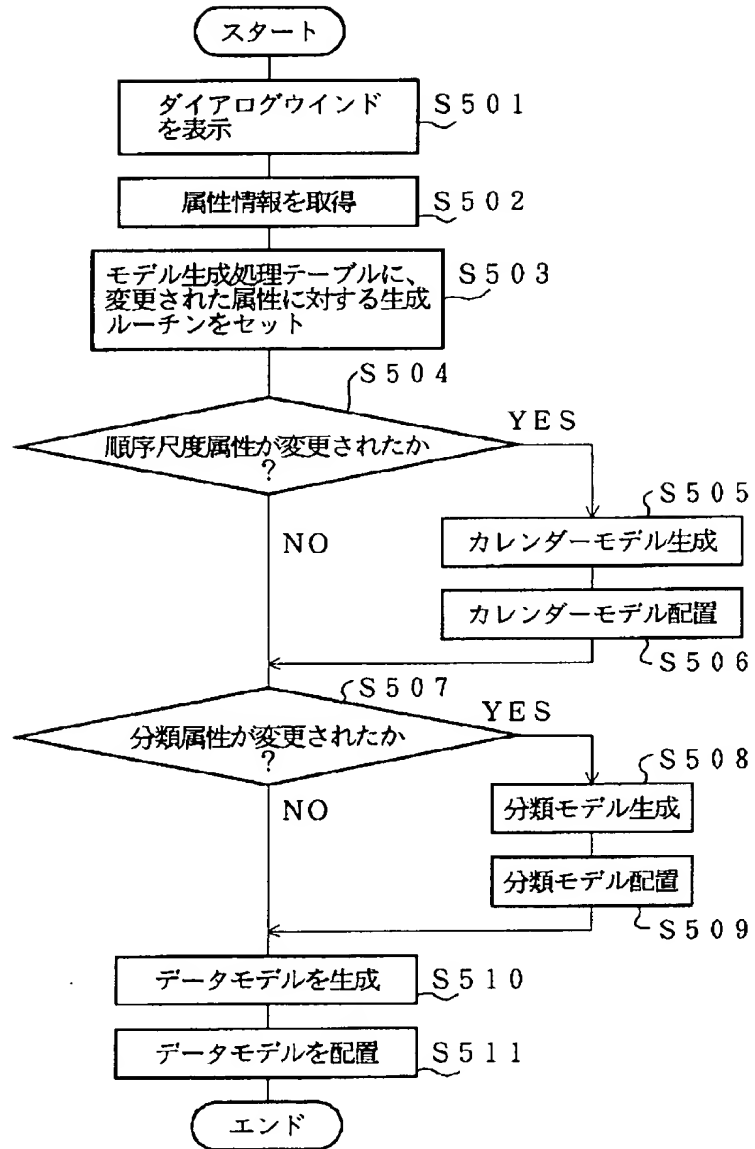 スタート
ダイアログウインド
を表示
S501
属性情報を取得
S502
モデル生成処理テーブルに、
変更された属性に対する生成
ルーチンをセット
S503
S504
順序尺度属性が変更されたか
?
YES
NO
S505
カレンダーモデル生成
カレンダーモデル配置
S506
S507
分類属性が変更されたか
?
YES
NO
S508
分類モデル生成
分類モデル配置
S509
データモデルを生成
S510
データモデルを配置
S511
エンド